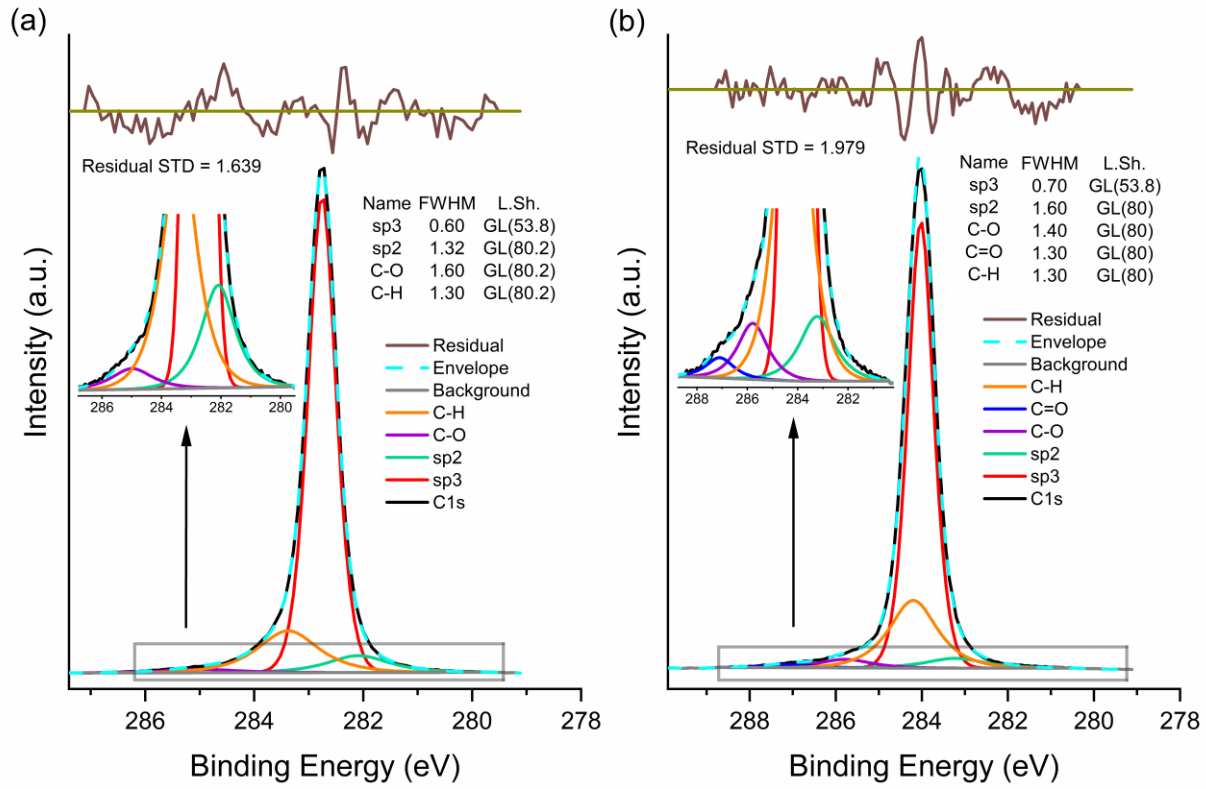 (a)
Residual STD = 1.639
Name FWHM L.Sh.
sp3 0.60 GL(53.8)
sp2 1.32 GL(80.2)
C-O 1.60 GL(80.2)
C-H 1.30 GL(80.2)
286 284 282 280
Residual
Envelope
Background
C-H
C-O
sp2
sp3
C1s
Intensity (a.u.)
286 284 282 280 278
Binding Energy (eV)
(b)
Residual STD = 1.979
Name FWHM L.Sh.
sp3 0.70 GL(53.8)
sp2 1.60 GL(80)
C-O 1.40 GL(80)
C=O 1.30 GL(80)
C-H 1.30 GL(80)
288 286 284 282
Residual
Envelope
Background
C-H
C=O
C-O
sp2
sp3
C1s
Intensity (a.u.)
288 286 284 282 280 278
Binding Energy (eV)